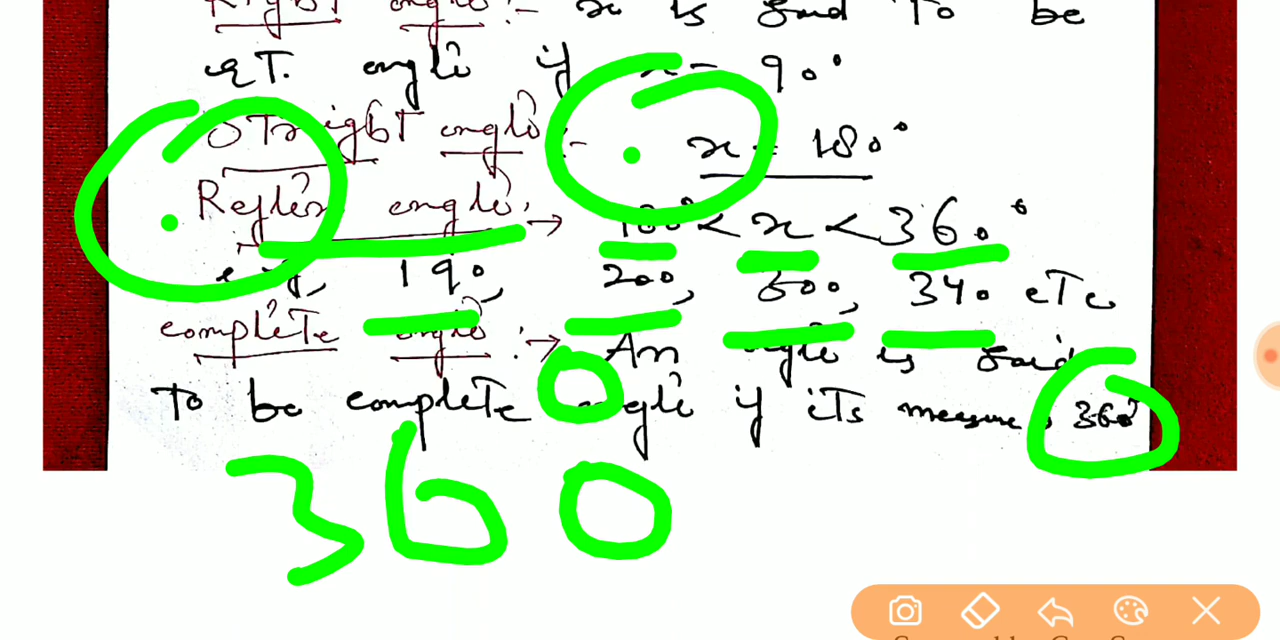 Right angle :- x is said to be
rT. angle if x = 90°
STraight angle :- x = 180°
Reflex angle. → 180° < x < 360°
e.g, 190, 200, 300, 340 eTc
complete angle :→ An angle is said
To be complete angle if iTs measure 360°
360°